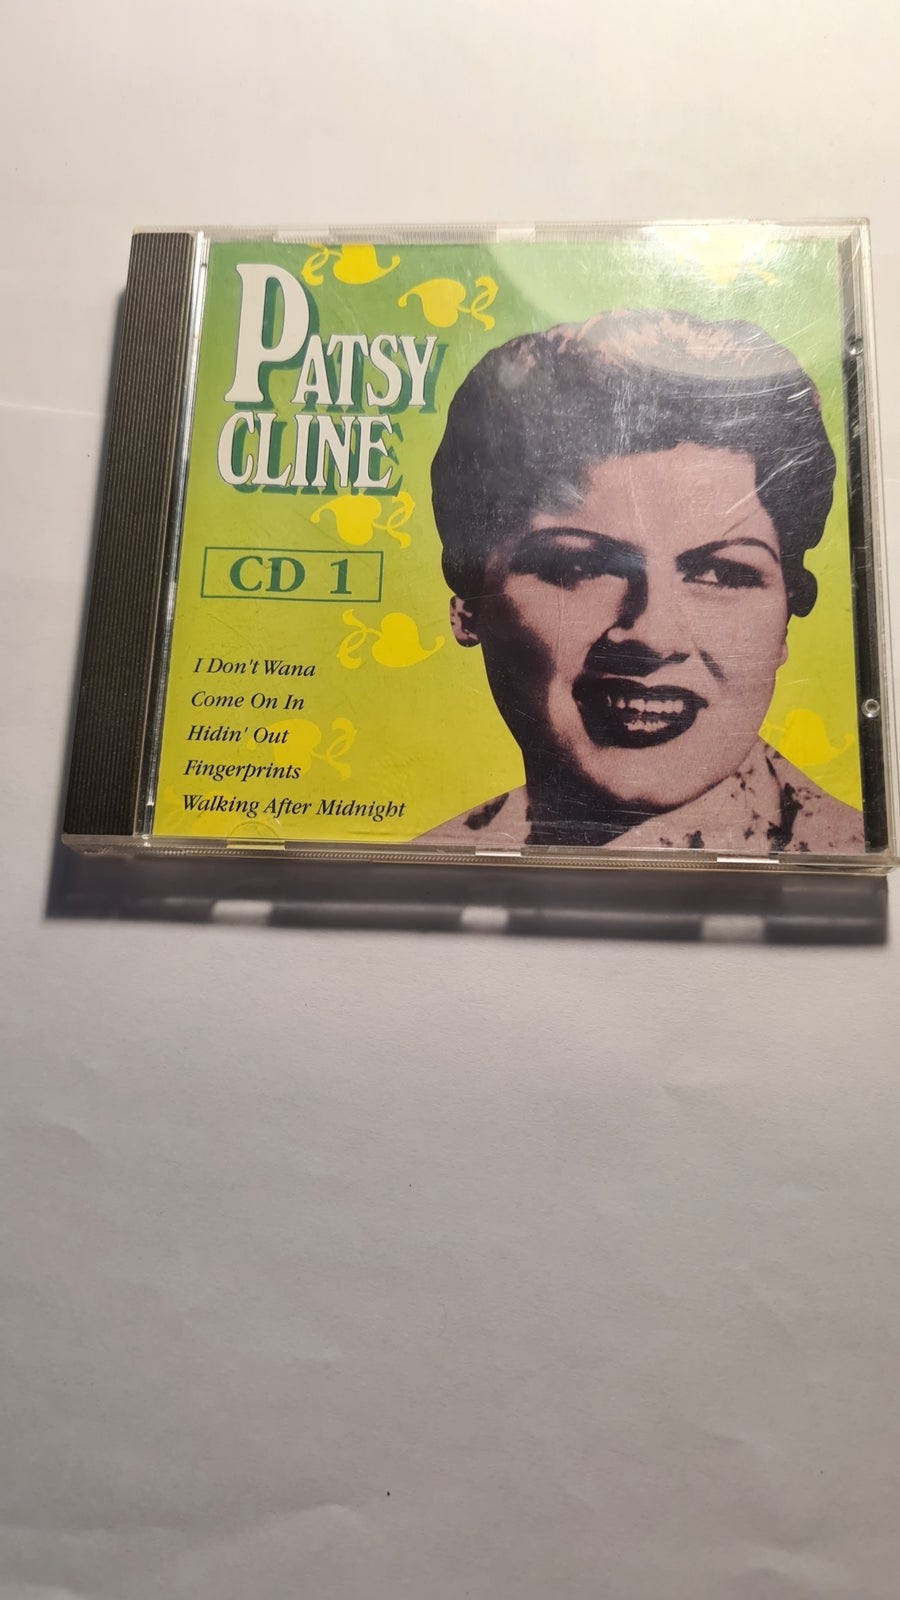 PATSY
CLINE
CD 1
I Don't Wana
Come On In
Hidin' Out
Fingerprints
Walking After Midnight